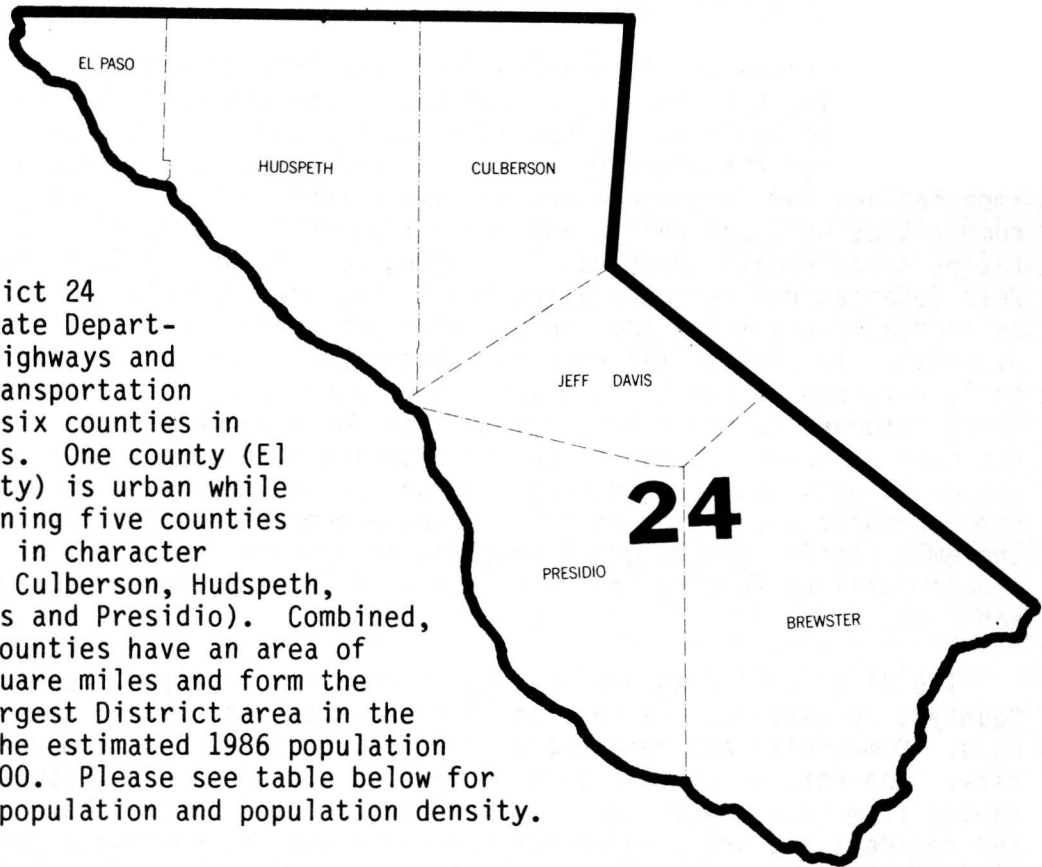 EL PASO
HUDSPETH
CULBERSON
JEFF DAVIS
24
PRESIDIO
BREWSTER
ict 24
ate Depart-
ighways and
ansportation
six counties in
s. One county (El
ty) is urban while
ning five counties
in character
Culberson, Hudspeth,
s and Presidio). Combined,
ounties have an area of
uare miles and form the
rgest District area in the
he estimated 1986 population
00. Please see table below for
population and population density.